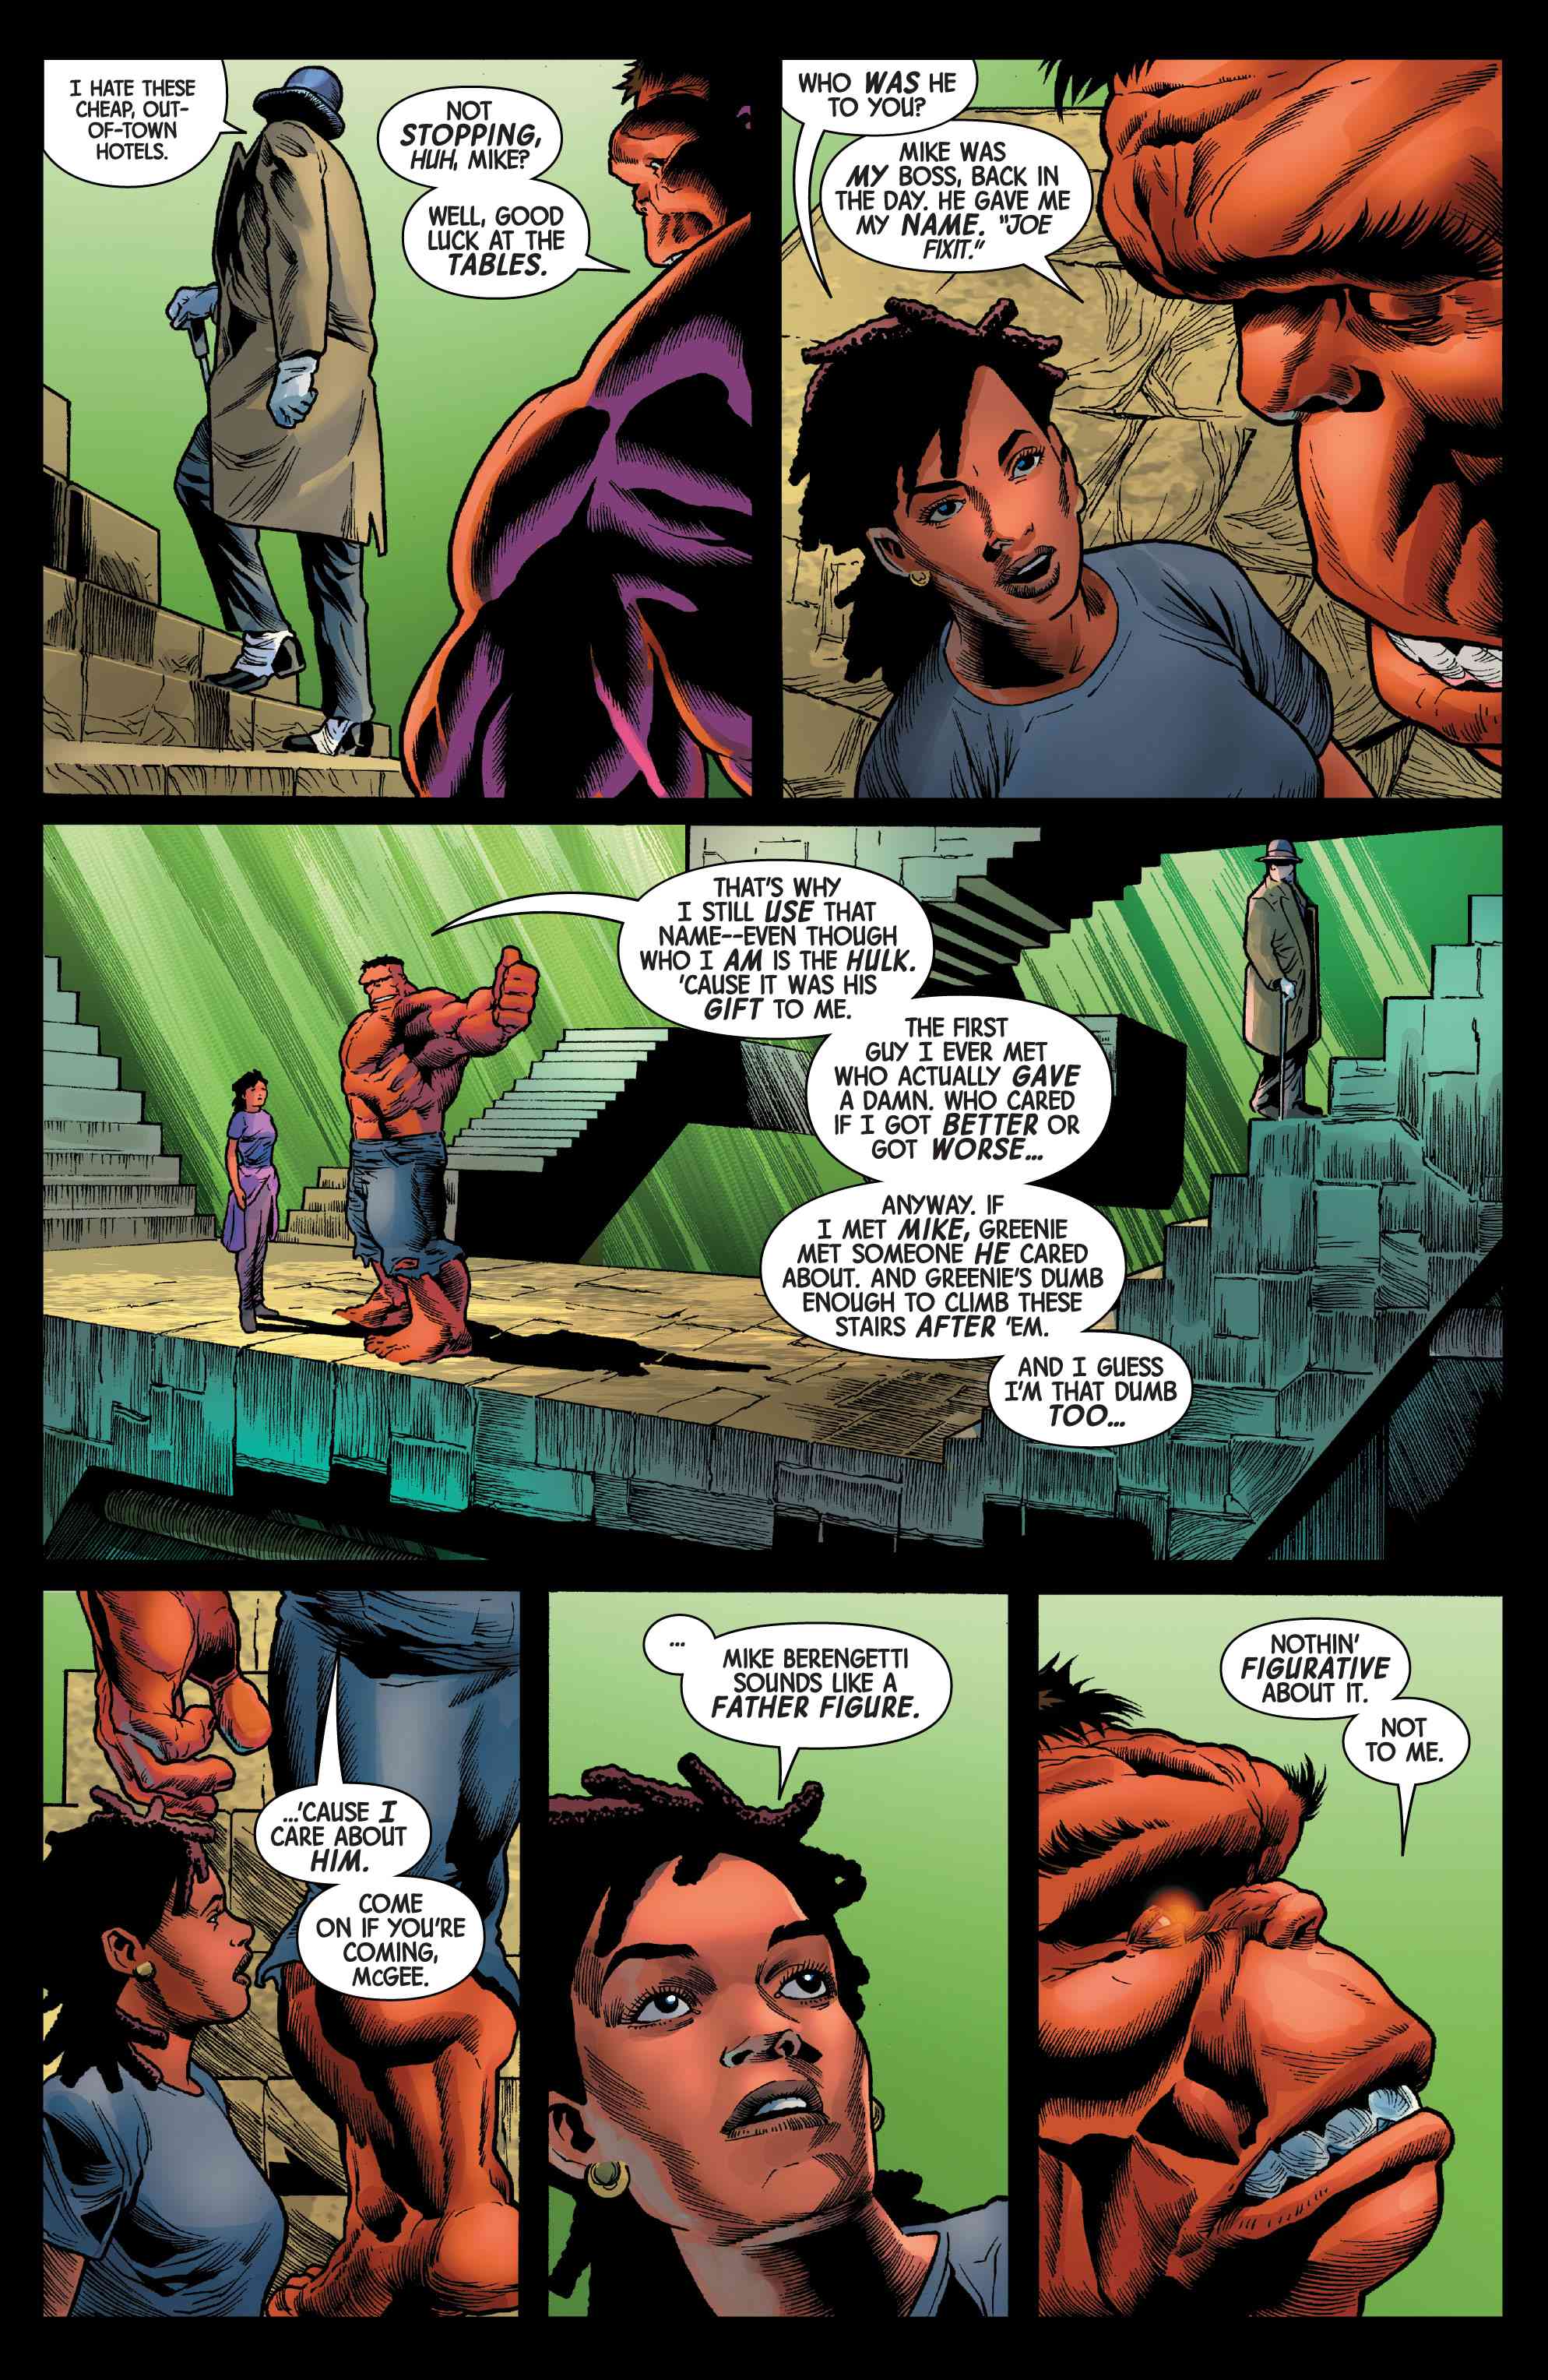 I HATE THESE
CHEAP, OUT-
OF-TOWN
HOTELS.
NOT
STOPPING,
HUH, MIKE?
WELL, GOOD
LUCK AT THE
TABLES.
WHO WAS HE
TO YOU?
MIKE WAS
MY BOSS, BACK IN
THE DAY. HE GAVE ME
MY NAME. "JOE
FIXIT."
THAT'S WHY
I STILL USE THAT
NAME--EVEN THOUGH
WHO I AM IS THE HULK.
'CAUSE IT WAS HIS
GIFT TO ME.
THE FIRST
GUY I EVER MET
WHO ACTUALLY GAVE
A DAMN. WHO CARED
IF I GOT BETTER OR
GOT WORSE...
ANYWAY. IF
I MET MIKE, GREENIE
MET SOMEONE HE CARED
ABOUT. AND GREENIE'S DUMB
ENOUGH TO CLIMB THESE
STAIRS AFTER 'EM.
AND I GUESS
I'M THAT DUMB
TOO...
...'CAUSE I
CARE ABOUT
HIM.
COME
ON IF YOU'RE
COMING,
McGEE.
...
MIKE BERENGETTI
SOUNDS LIKE A
FATHER FIGURE.
NOTHIN'
FIGURATIVE
ABOUT IT.
NOT
TO ME.